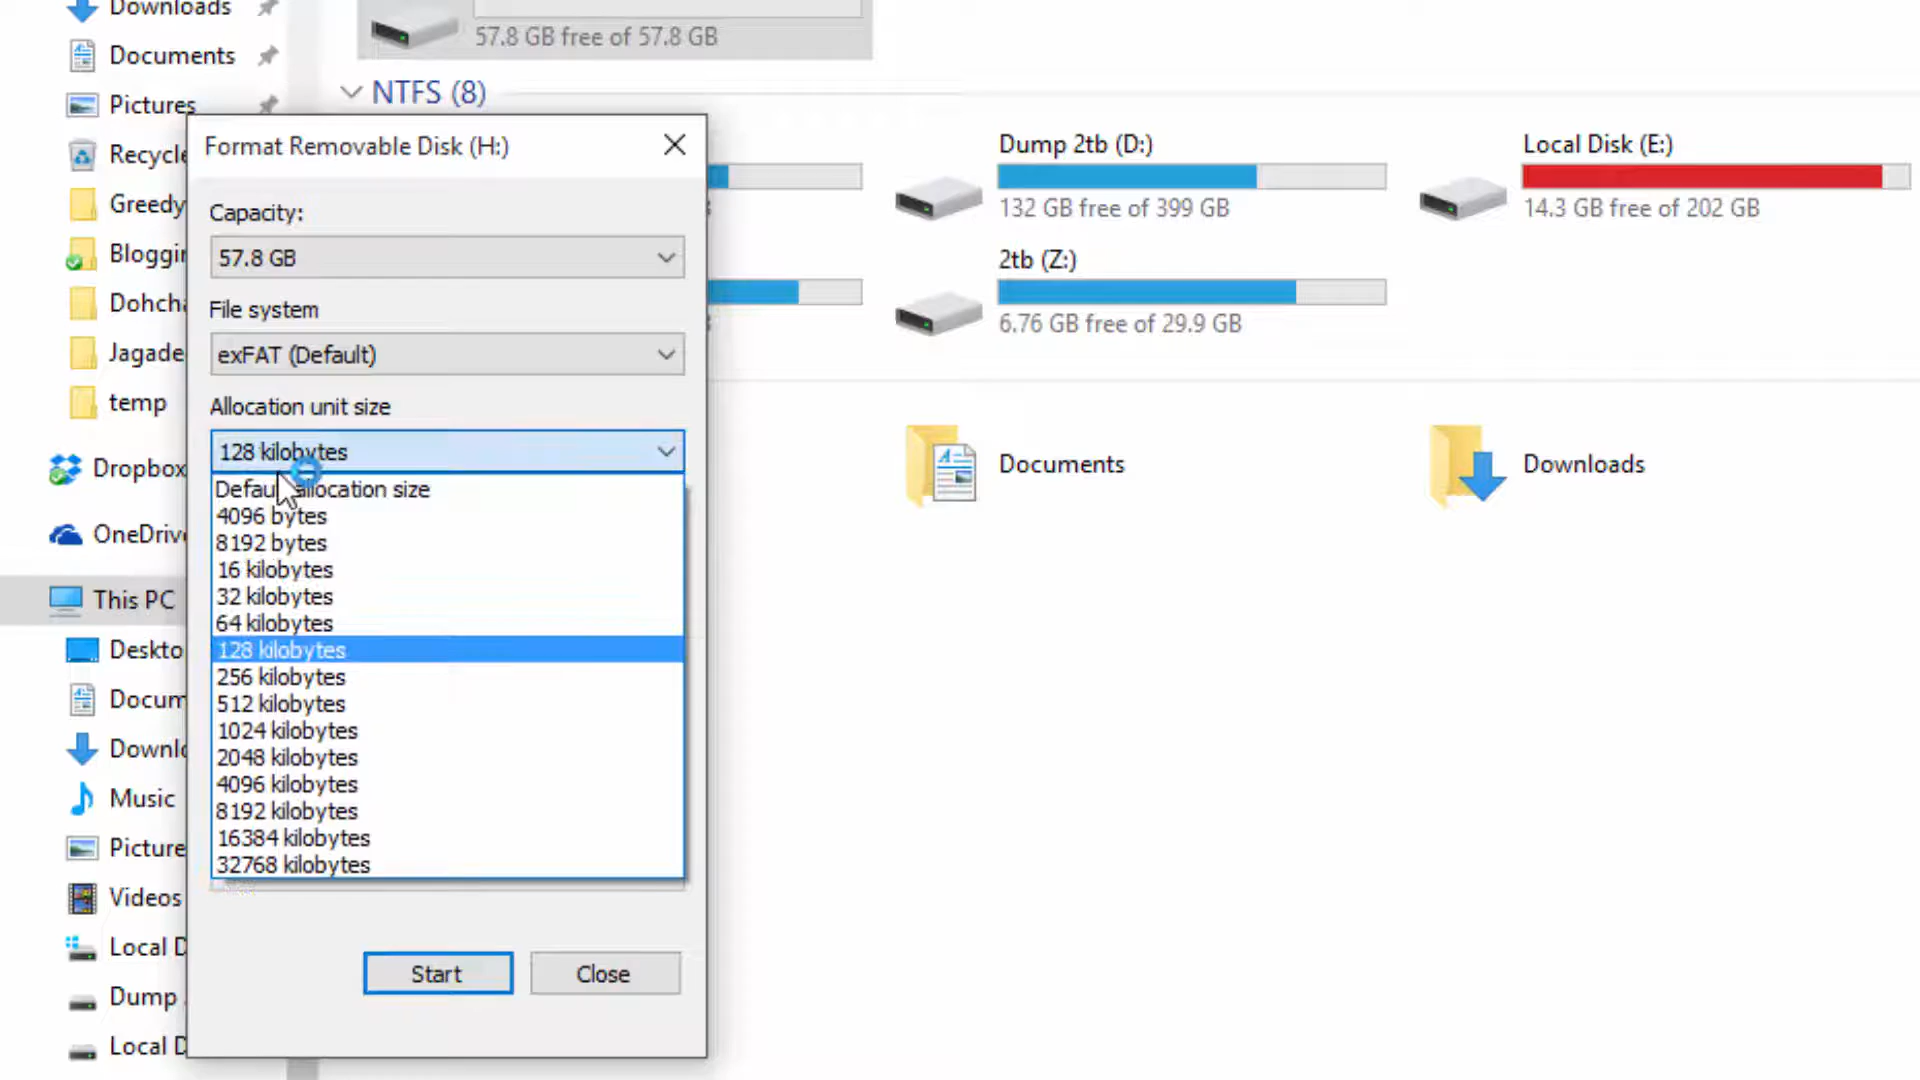 Downloads
57.8 GB free of 57.8 GB
Documents
NTFS (8)
Pictures
Format Removable Disk (H:)
Dump 2tb (D:)
Local Disk (E:)
Recycle
132 GB free of 399 GB
14.3 GB free of 202 GB
Greedy
Capacity:
57.8 GB
2tb (Z:)
6.76 GB free of 29.9 GB
Bloggin
File system
Dohcha
Jagade
exFAT (Default)
temp
Allocation unit size
128 kilobytes
Documents
Downloads
Dropbox
Default allocation size
4096 bytes
OneDrive
8192 bytes
16 kilobytes
This PC
32 kilobytes
64 kilobytes
Deskto
128 kilobytes
256 kilobytes
Docum
512 kilobytes
1024 kilobytes
Downlo
2048 kilobytes
4096 kilobytes
Music
8192 kilobytes
Picture
16384 kilobytes
32768 kilobytes
Videos
Local D
Start
Close
Dump
Local D